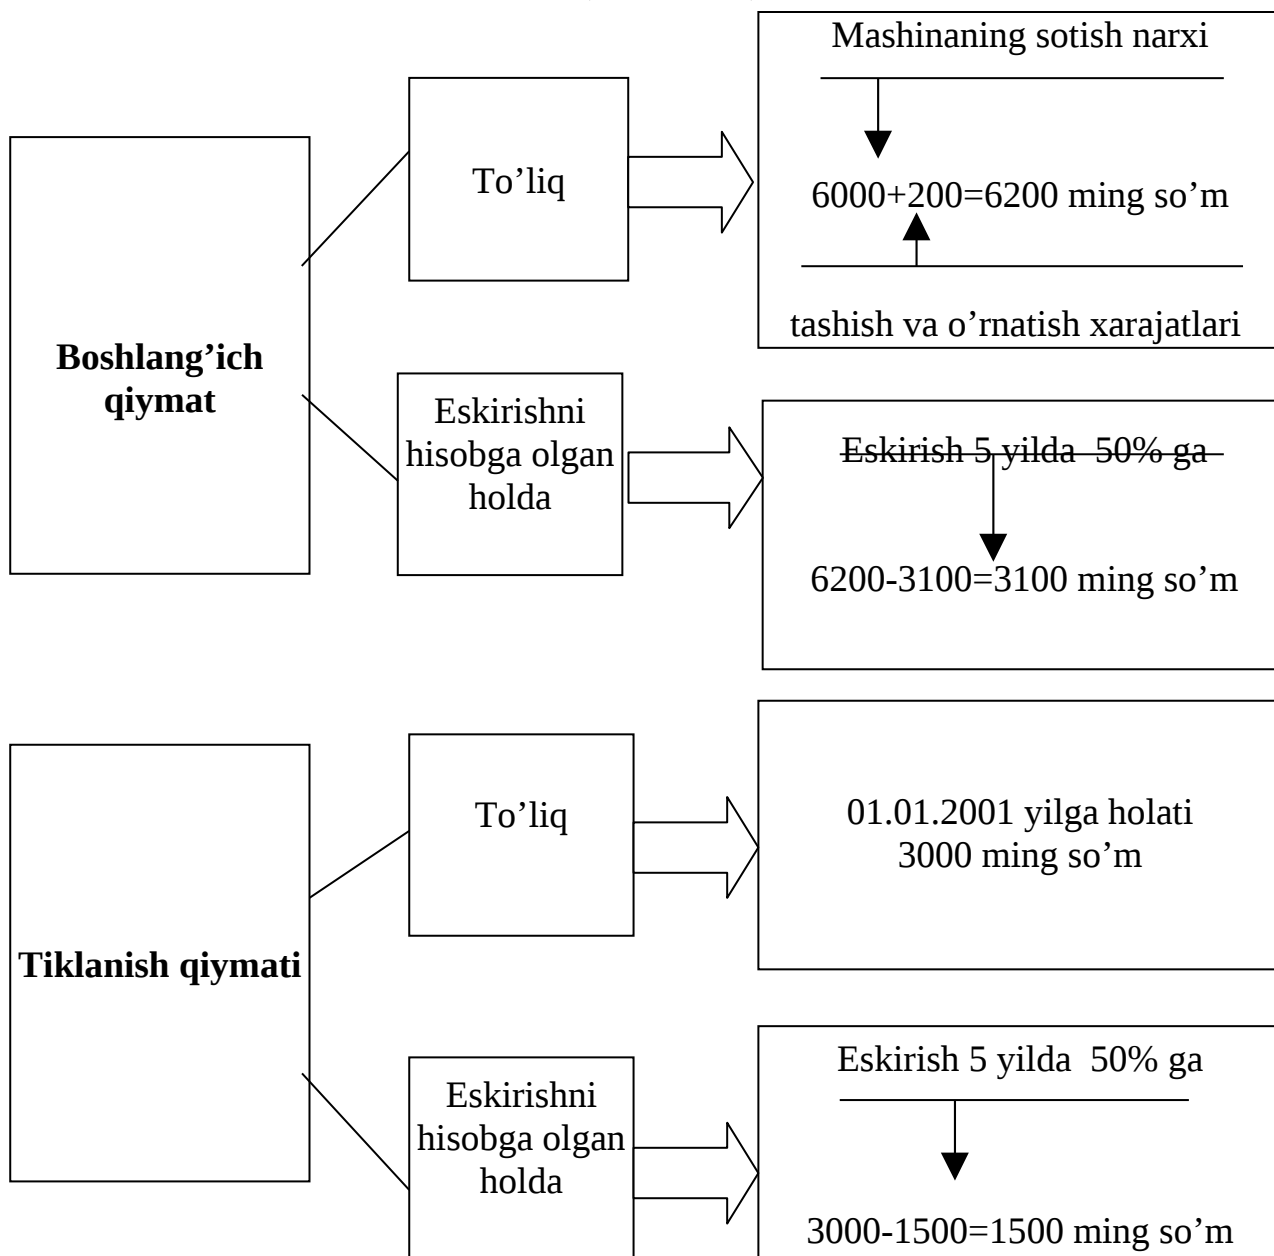 Mashinaning sotish narxi
To’liq
6000+200=6200 ming so’m
tashish va o’rnatish xarajatlari
Boshlang’ich
qiymat
Eskirishni
hisobga olgan
holda
Eskirish 5 yilda 50% ga
6200-3100=3100 ming so’m
To’liq
01.01.2001 yilga holati
3000 ming so’m
Tiklanish qiymati
Eskirishni
hisobga olgan
holda
Eskirish 5 yilda 50% ga
3000-1500=1500 ming so’m